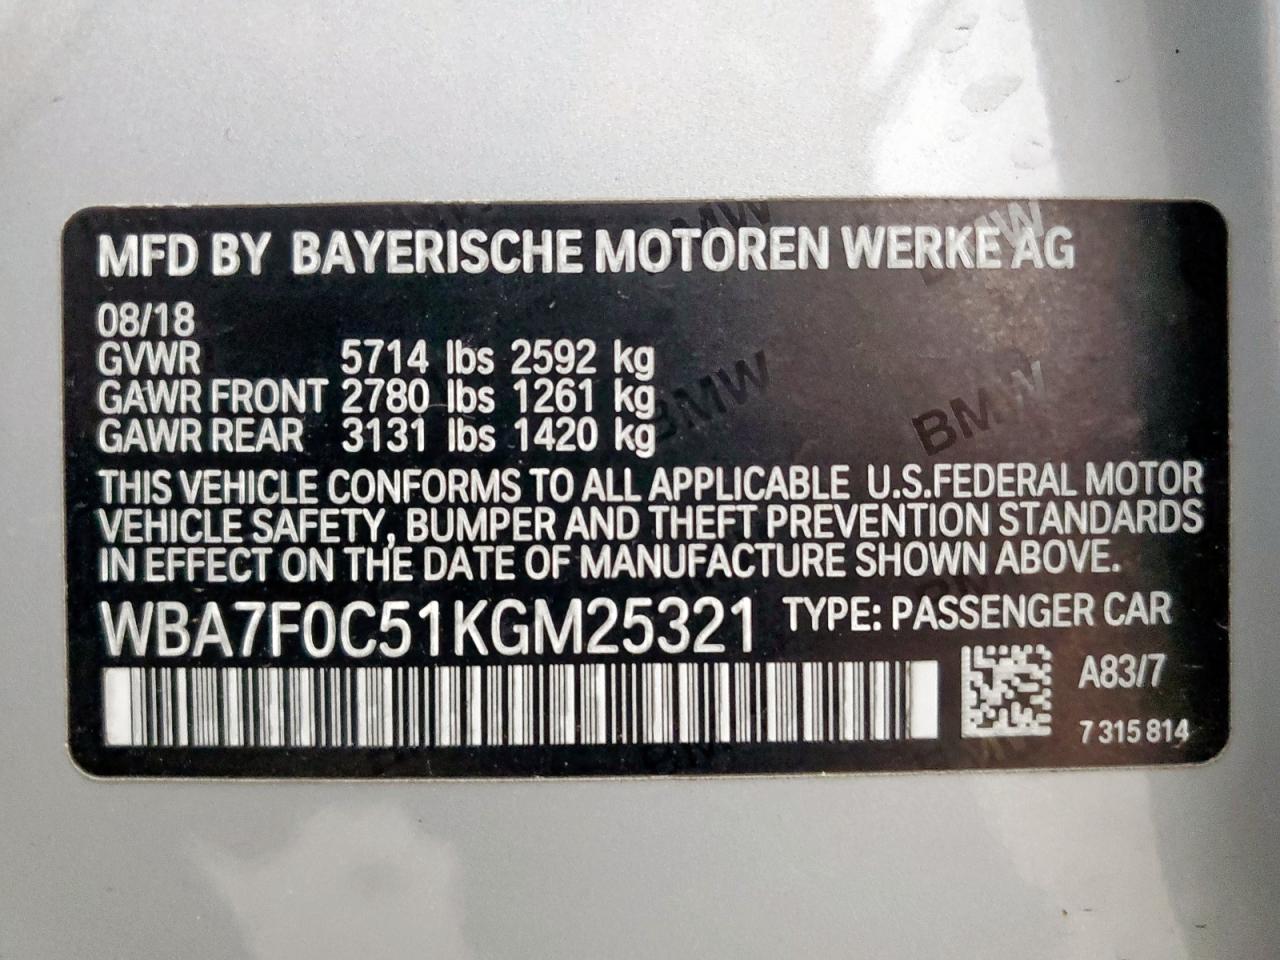 MFD BY BAYERISCHE MOTOREN WERKE AG
08/18
GVWR 5714 lbs 2592 kg
GAWR FRONT 2780 lbs 1261 kg
GAWR REAR 3131 lbs 1420 kg
THIS VEHICLE CONFORMS TO ALL APPLICABLE U.S.FEDERAL MOTOR
VEHICLE SAFETY, BUMPER AND THEFT PREVENTION STANDARDS
IN EFFECT ON THE DATE OF MANUFACTURE SHOWN ABOVE.
WBA7F0C51KGM25321 TYPE: PASSENGER CAR
A83/7
7 315 814
BMW
BMW
BMW
BMW